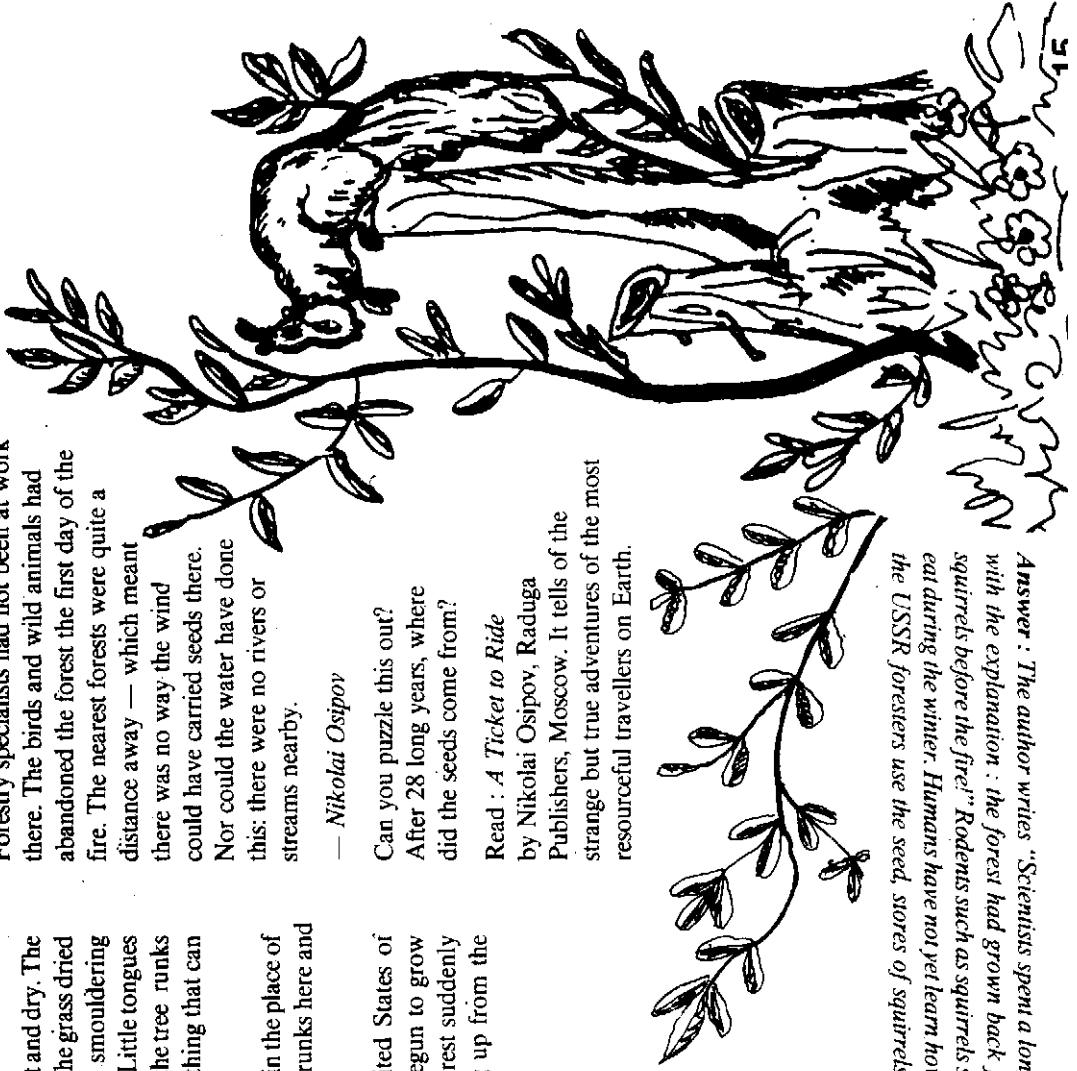 t and dry. The
he grass dried
smouldering
Little tongues
he tree runks
thing that can
in the place of
runks here and
ted States of
egun to grow
rest suddenly
up from the
Forestry specialists had not been at work
there. The birds and wild animals had
abandoned the forest the first day of the
fire. The nearest forests were quite a
distance away — which meant
there was no way the wind
could have carried seeds there.
Nor could the water have done
this: there were no rivers or
streams nearby.
— Nikolai Osipov
Can you puzzle this out?
After 28 long years, where
did the seeds come from?
Read : A Ticket to Ride
by Nikolai Osipov, Raduga
Publishers, Moscow. It tells of the
strange but true adventures of the most
resourceful travellers on Earth.
Answer : The author writes "Scientists spent a lon
with the explanation : the forest had grown back
squirrels before the fire!" Rodents such as squirrels
eat during the winter. Humans have not yet learn ho
the USSR foresters use the seed, stores of squirrels
15